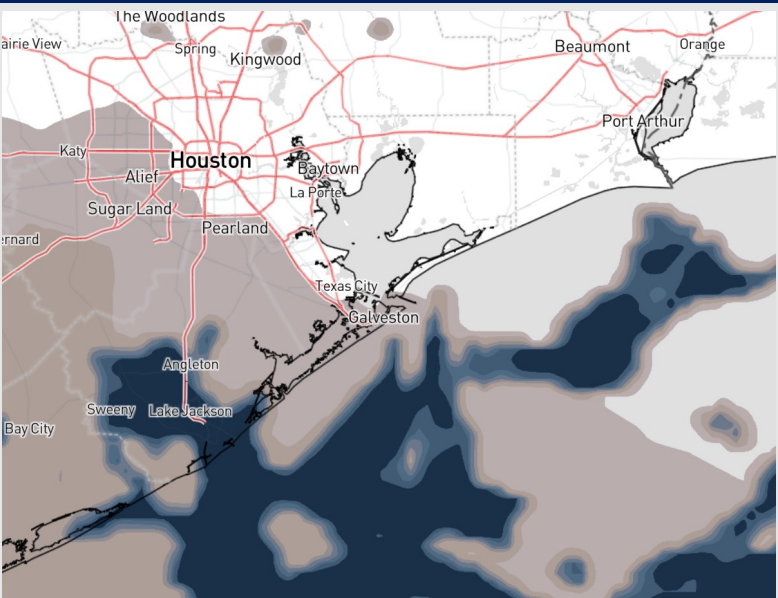 The Woodlands
airie View
Spring
Kingwood
Beaumont
Orange
Port Arthur
Katy
Houston
Alief
Baytown
La Porte
Sugar Land
Pearland
ernard
Texas City
Galveston
Angleton
Sweeny
Lake Jackson
Bay City